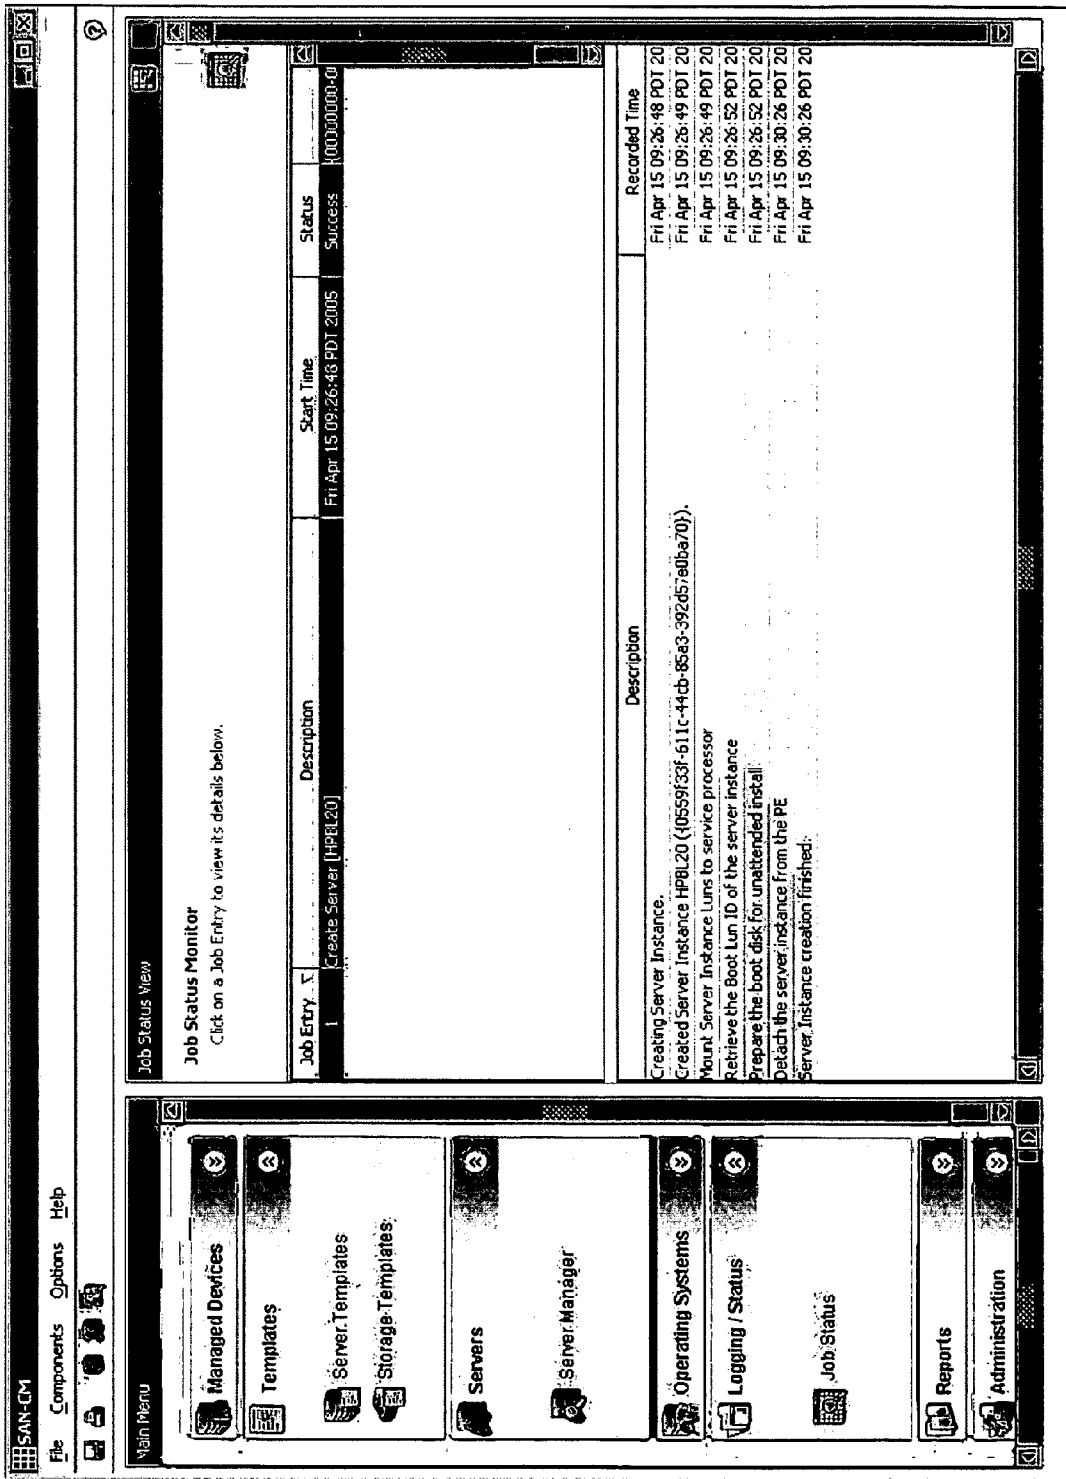 SAN-CM
File Components Options Help
Main Menu
Managed Devices
Templates
Server Templates
Storage Templates
Servers
Server Manager
Operating Systems
Logging / Status
Job Status
Reports
Administration
Job Status View
Job Status Monitor
Click on a Job Entry to view its details below.
Job Entry Description Start Time Status
1 Create Server [HPBL20] Fri Apr 15 09:26:48 PDT 2005 Success {00000000-0
Description Recorded Time
Creating Server Instance. Fri Apr 15 09:26:48 PDT 20
Created Server Instance HPBL20 ({0559f33f-611c-44cb-85a3-392d57e0ba70}). Fri Apr 15 09:26:49 PDT 20
Mount Server Instance Luns to service processor Fri Apr 15 09:26:49 PDT 20
Retrieve the Boot Lun ID of the server instance Fri Apr 15 09:26:52 PDT 20
Prepare the boot disk for unattended install Fri Apr 15 09:26:52 PDT 20
Detach the server instance from the PE Fri Apr 15 09:30:26 PDT 20
Server Instance creation finished. Fri Apr 15 09:30:26 PDT 20